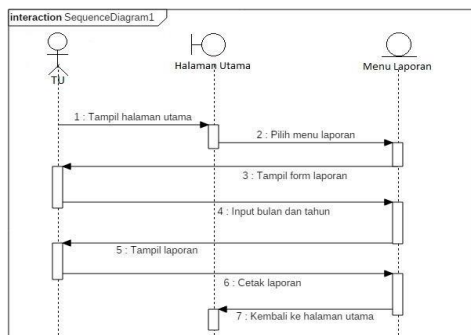 interaction SequenceDiagram1
TU
Halaman Utama
Menu Laporan
1 : Tampil halaman utama
2 : Pilih menu laporan
3 : Tampil form laporan
4 : Input bulan dan tahun
5 : Tampil laporan
6 : Cetak laporan
7 : Kembali ke halaman utama